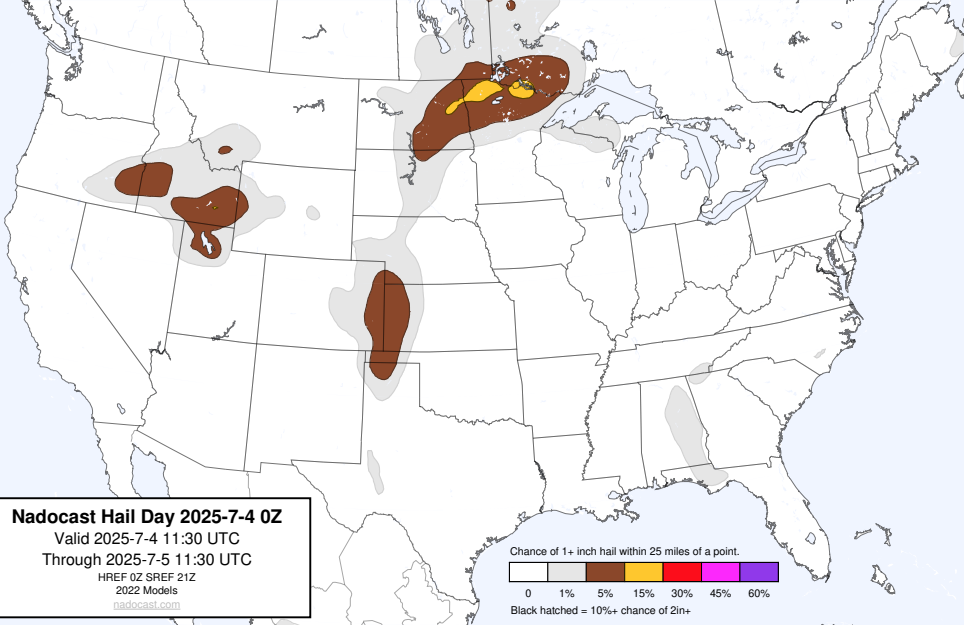 Nadocast Hail Day 2025-7-4 0Z
Valid 2025-7-4 11:30 UTC
Through 2025-7-5 11:30 UTC
HREF 0Z SREF 21Z
2022 Models
nadocast.com
Chance of 1+ inch hail within 25 miles of a point.
0 1% 5% 15% 30% 45% 60%
Black hatched = 10%+ chance of 2in+